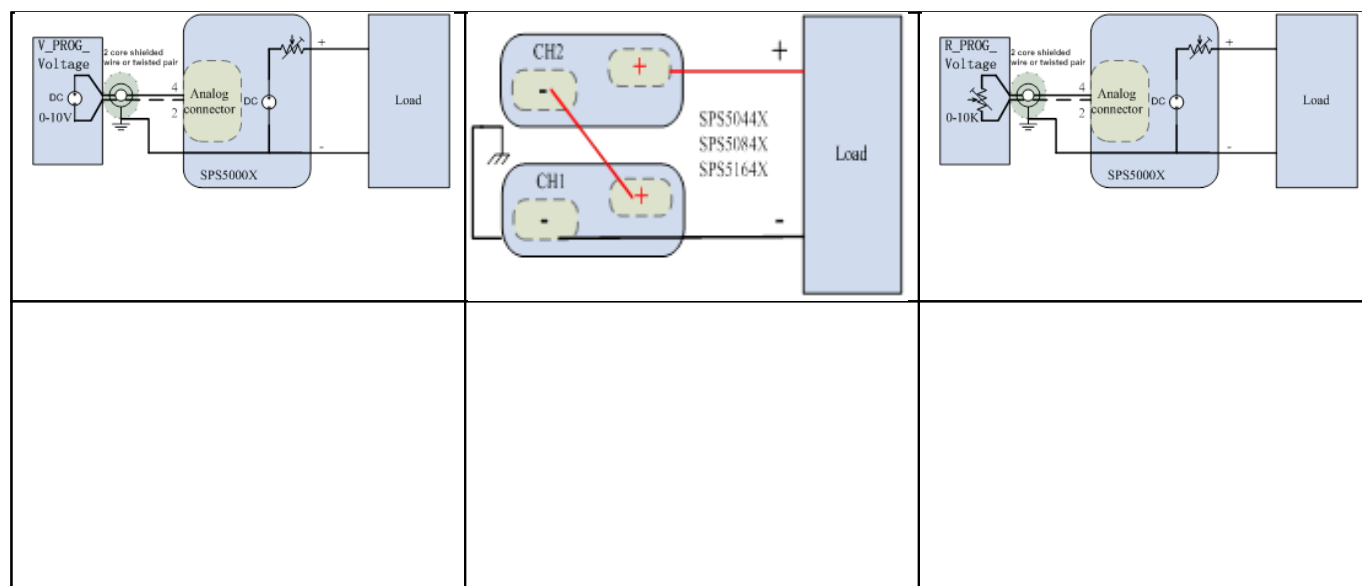 V_PROG_
Voltage
2 core shielded
wire or twisted pair
DC
0-10V
4
2
Analog
connector
DC
+
-
Load
SPS5000X
CH2
+
-
+
SPS5044X
SPS5084X
SPS5164X
Load
CH1
+
-
-
R_PROG_
Voltage
2 core shielded
wire or twisted pair
0-10K
4
2
Analog
connector
DC
+
-
Load
SPS5000X